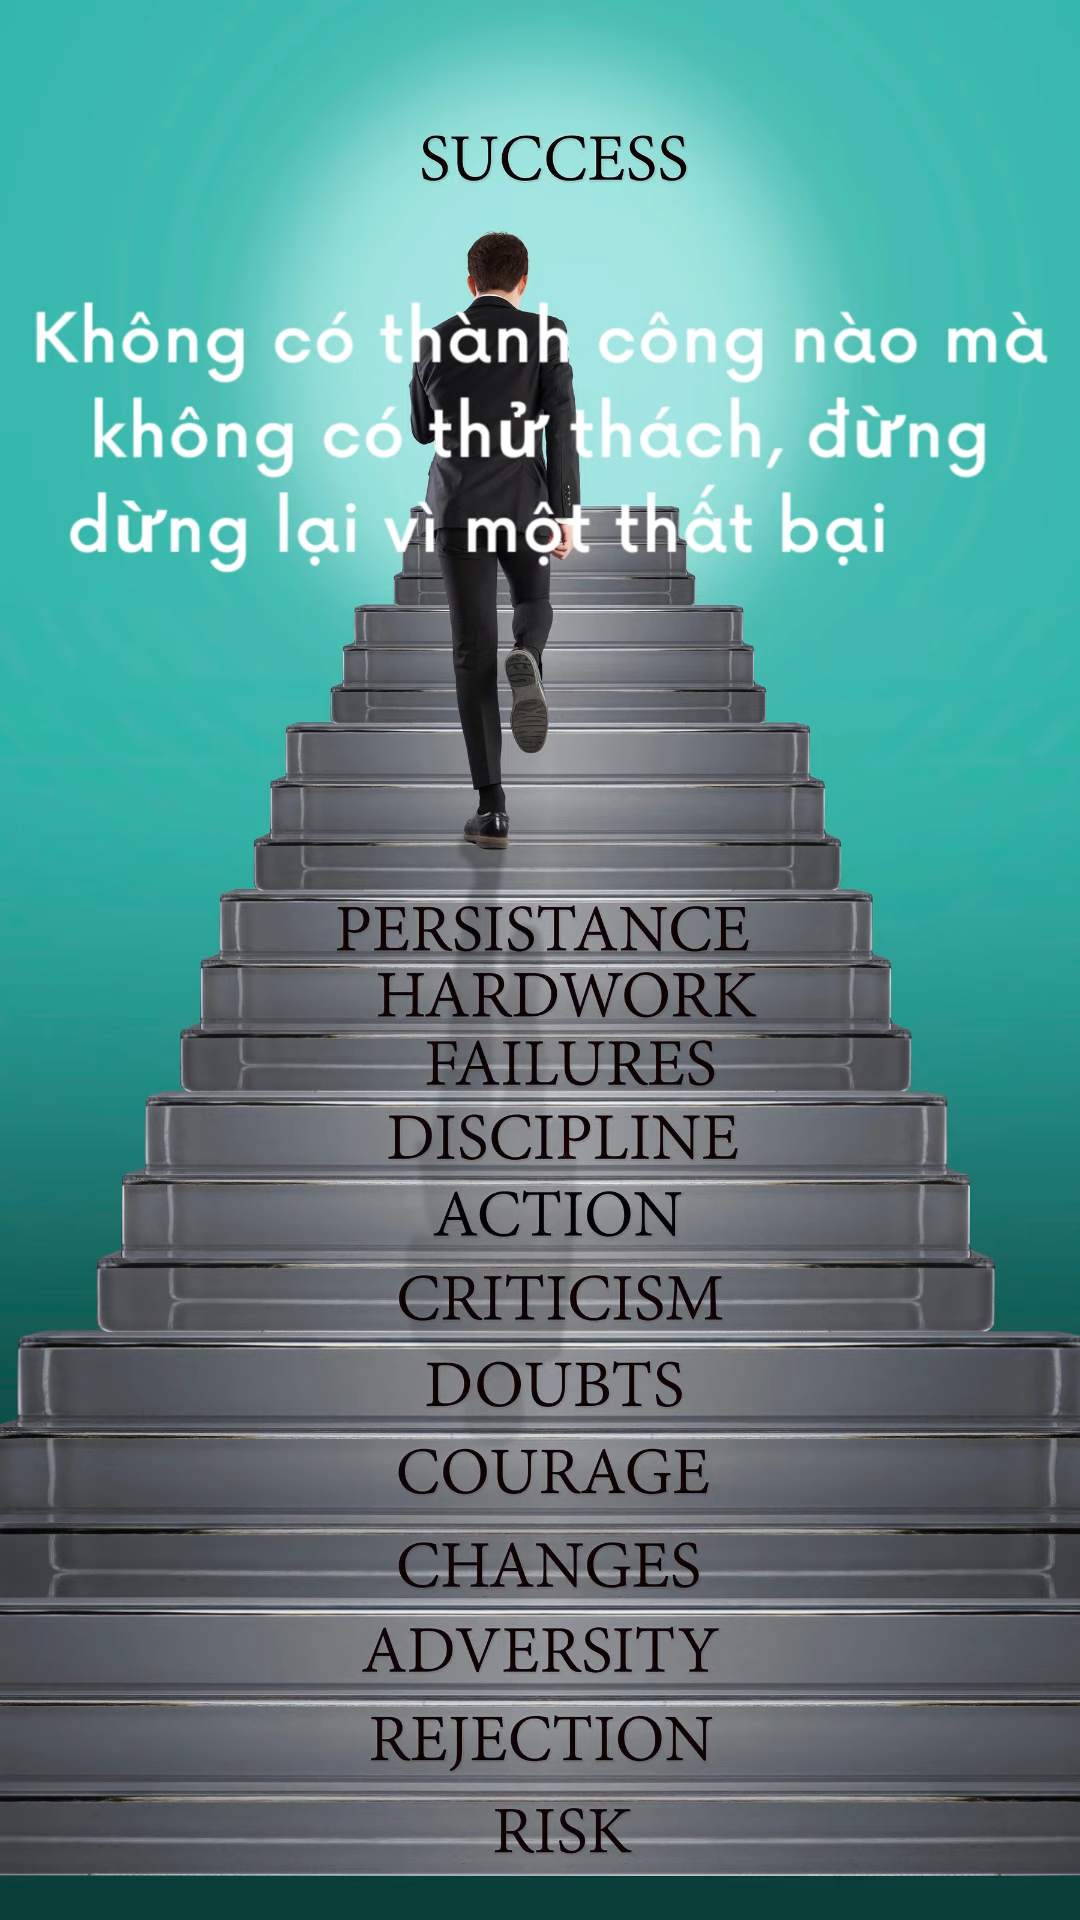 SUCCESS
Không có thành công nào mà
không có thử thách, đừng
dừng lại vì một thất bại
PERSISTANCE
HARDWORK
FAILURES
DISCIPLINE
ACTION
CRITICISM
DOUBTS
COURAGE
CHANGES
ADVERSITY
REJECTION
RISK